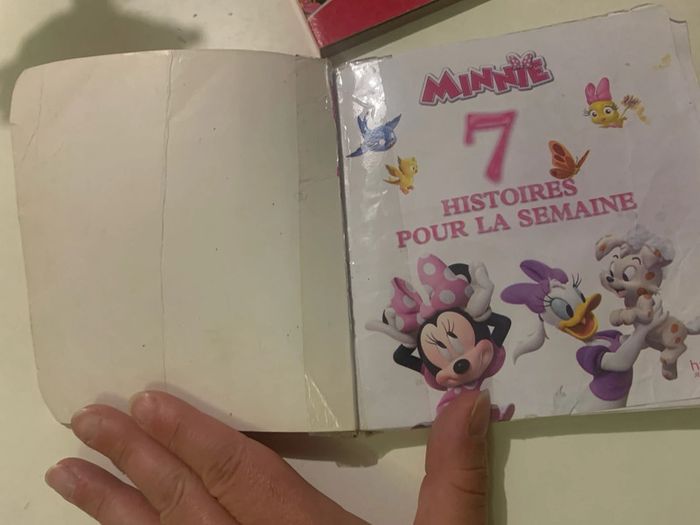 MINNIE
7
HISTOIRES
POUR LA SEMAINE